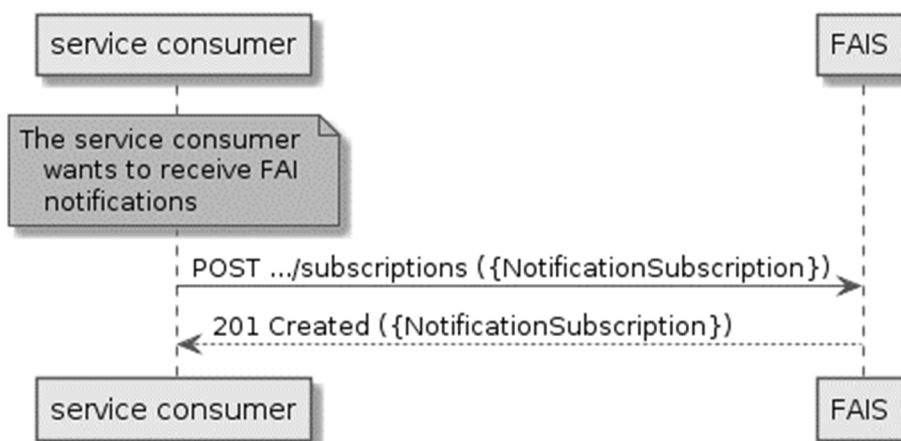 service consumer
FAIS
The service consumer
wants to receive FAI
notifications
POST .../subscriptions ({NotificationSubscription})
201 Created ({NotificationSubscription})
service consumer
FAIS